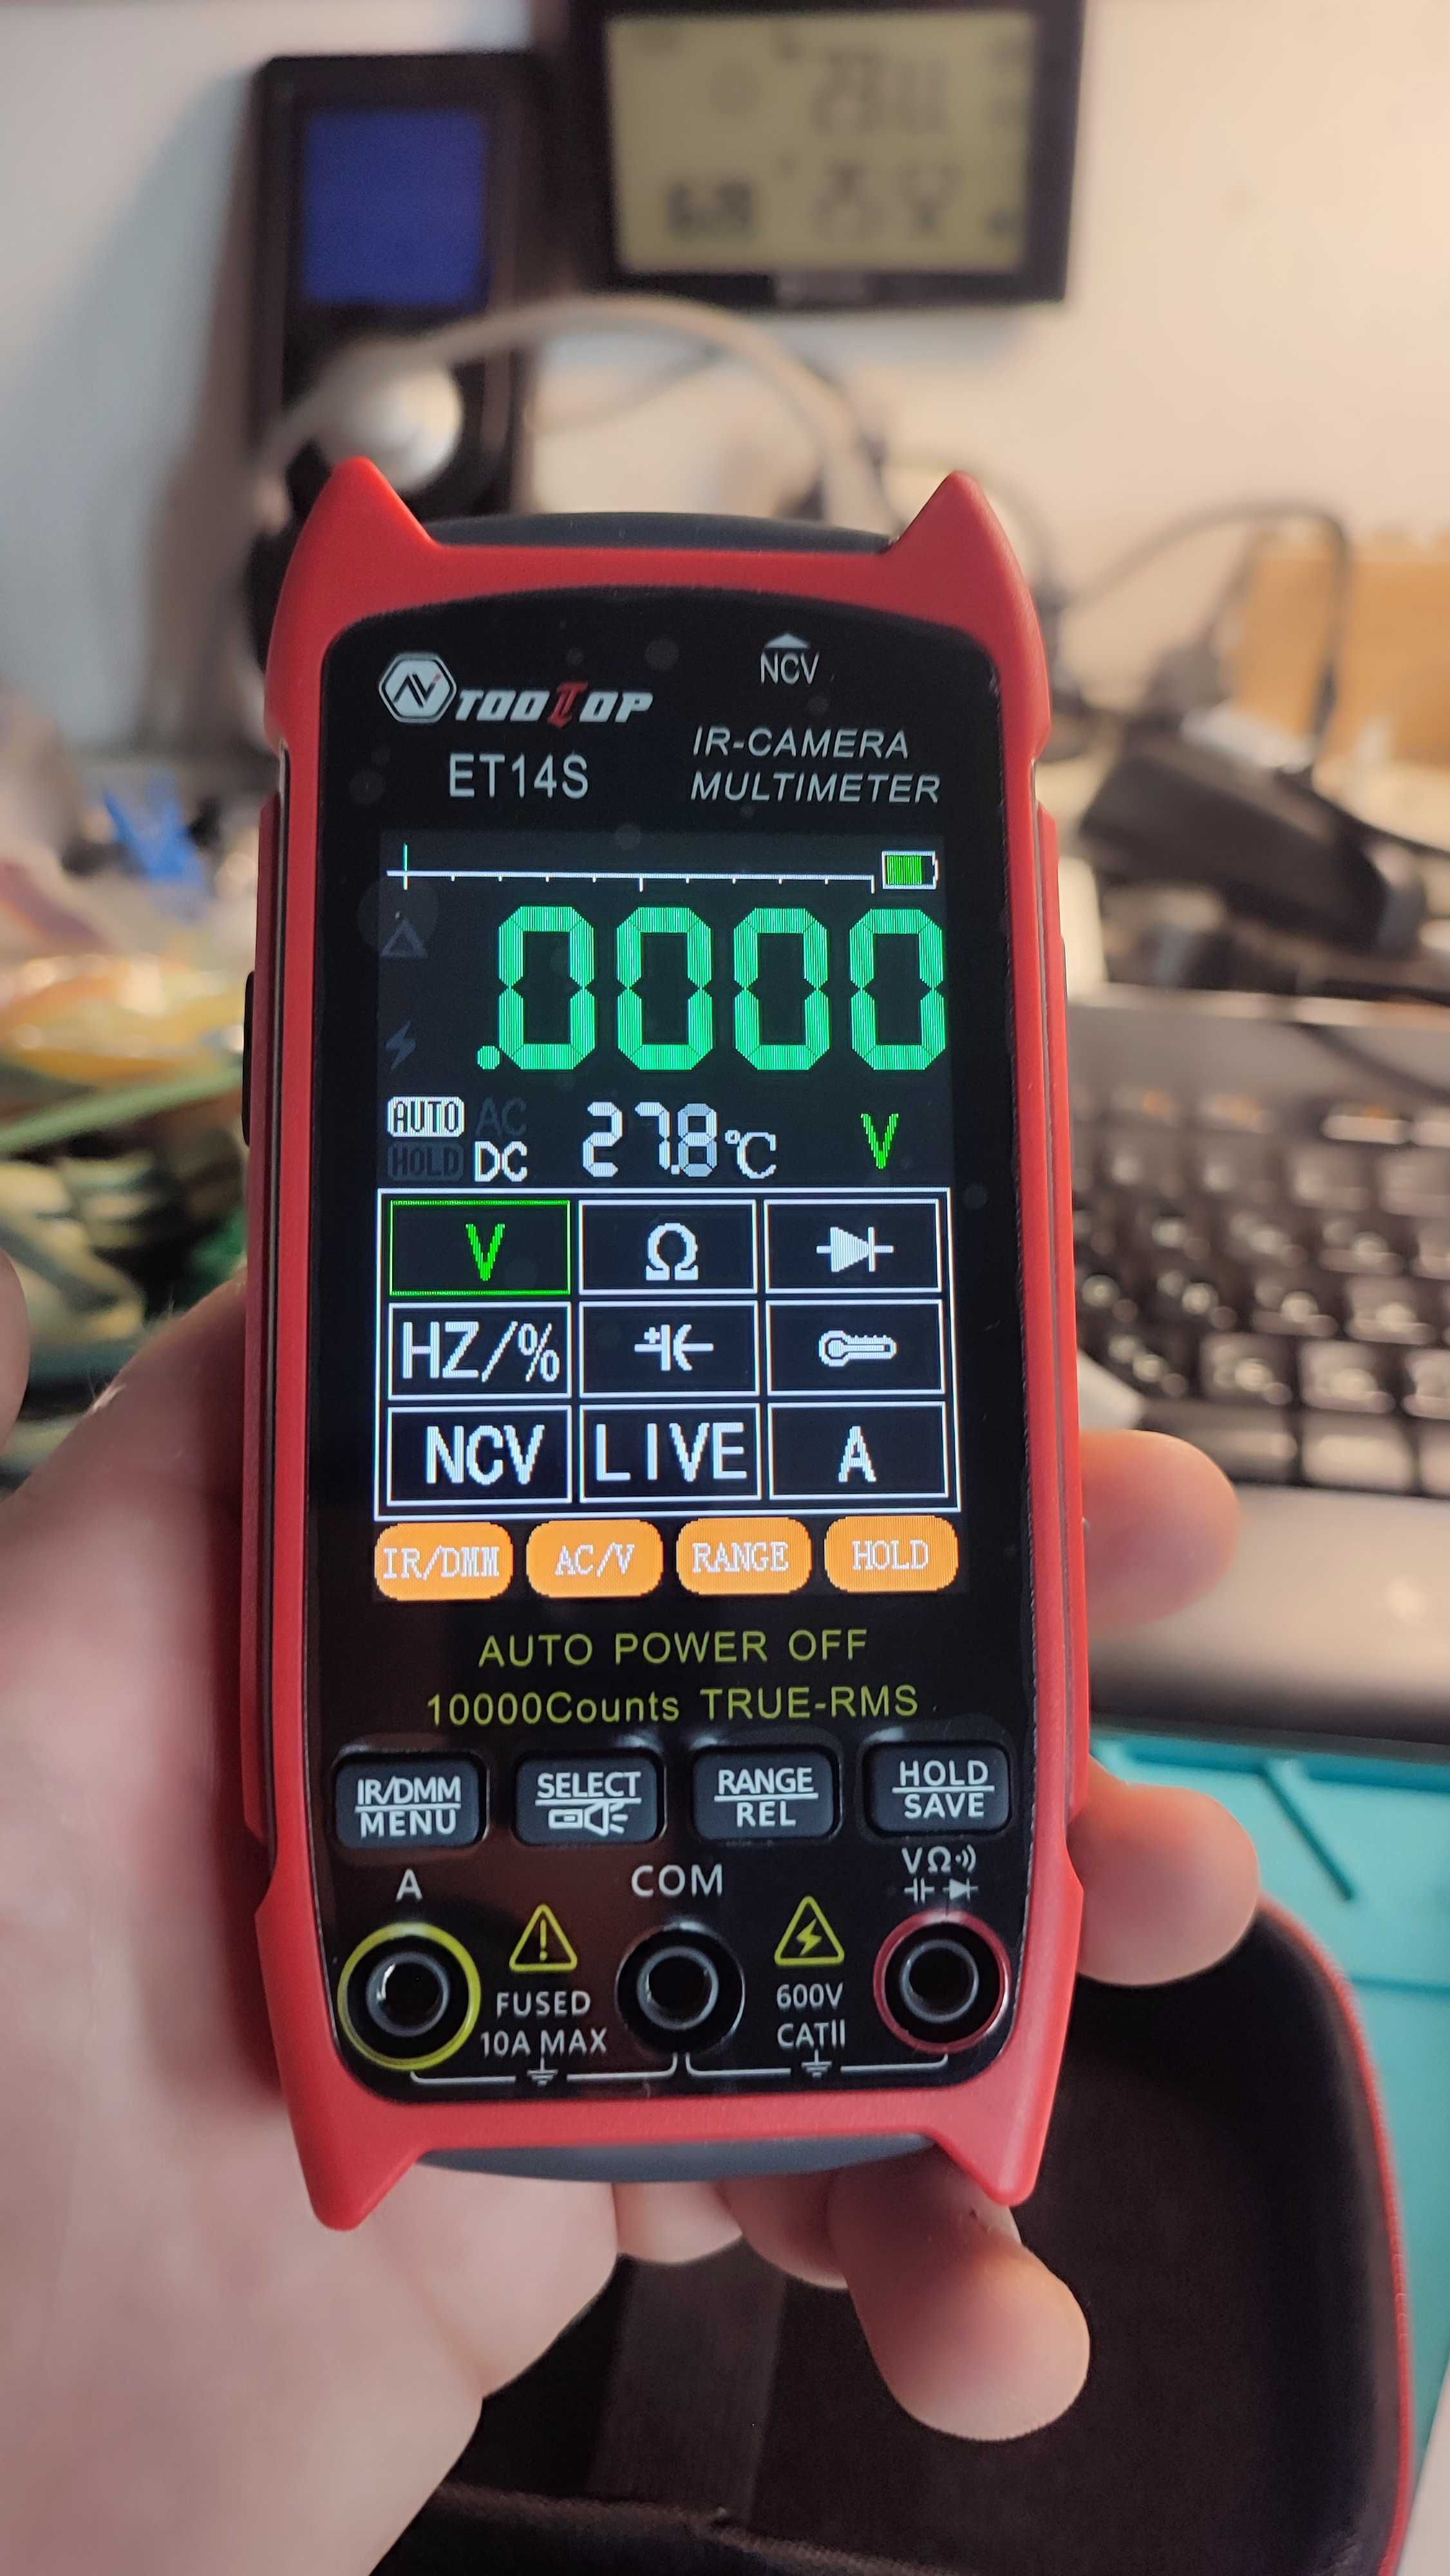 NCV
TOOLTOP
ET14S
IR-CAMERA
MULTIMETER
.0000
AUTO AC
HOLD DC 27.8°C V
V Ω
HZ/%
NCV LIVE A
IR/DMM AC/V RANGE HOLD
AUTO POWER OFF
10000Counts TRUE-RMS
IR/DMM SELECT RANGE HOLD
MENU REL SAVE
A COM VΩ
FUSED 600V
10A MAX CATII